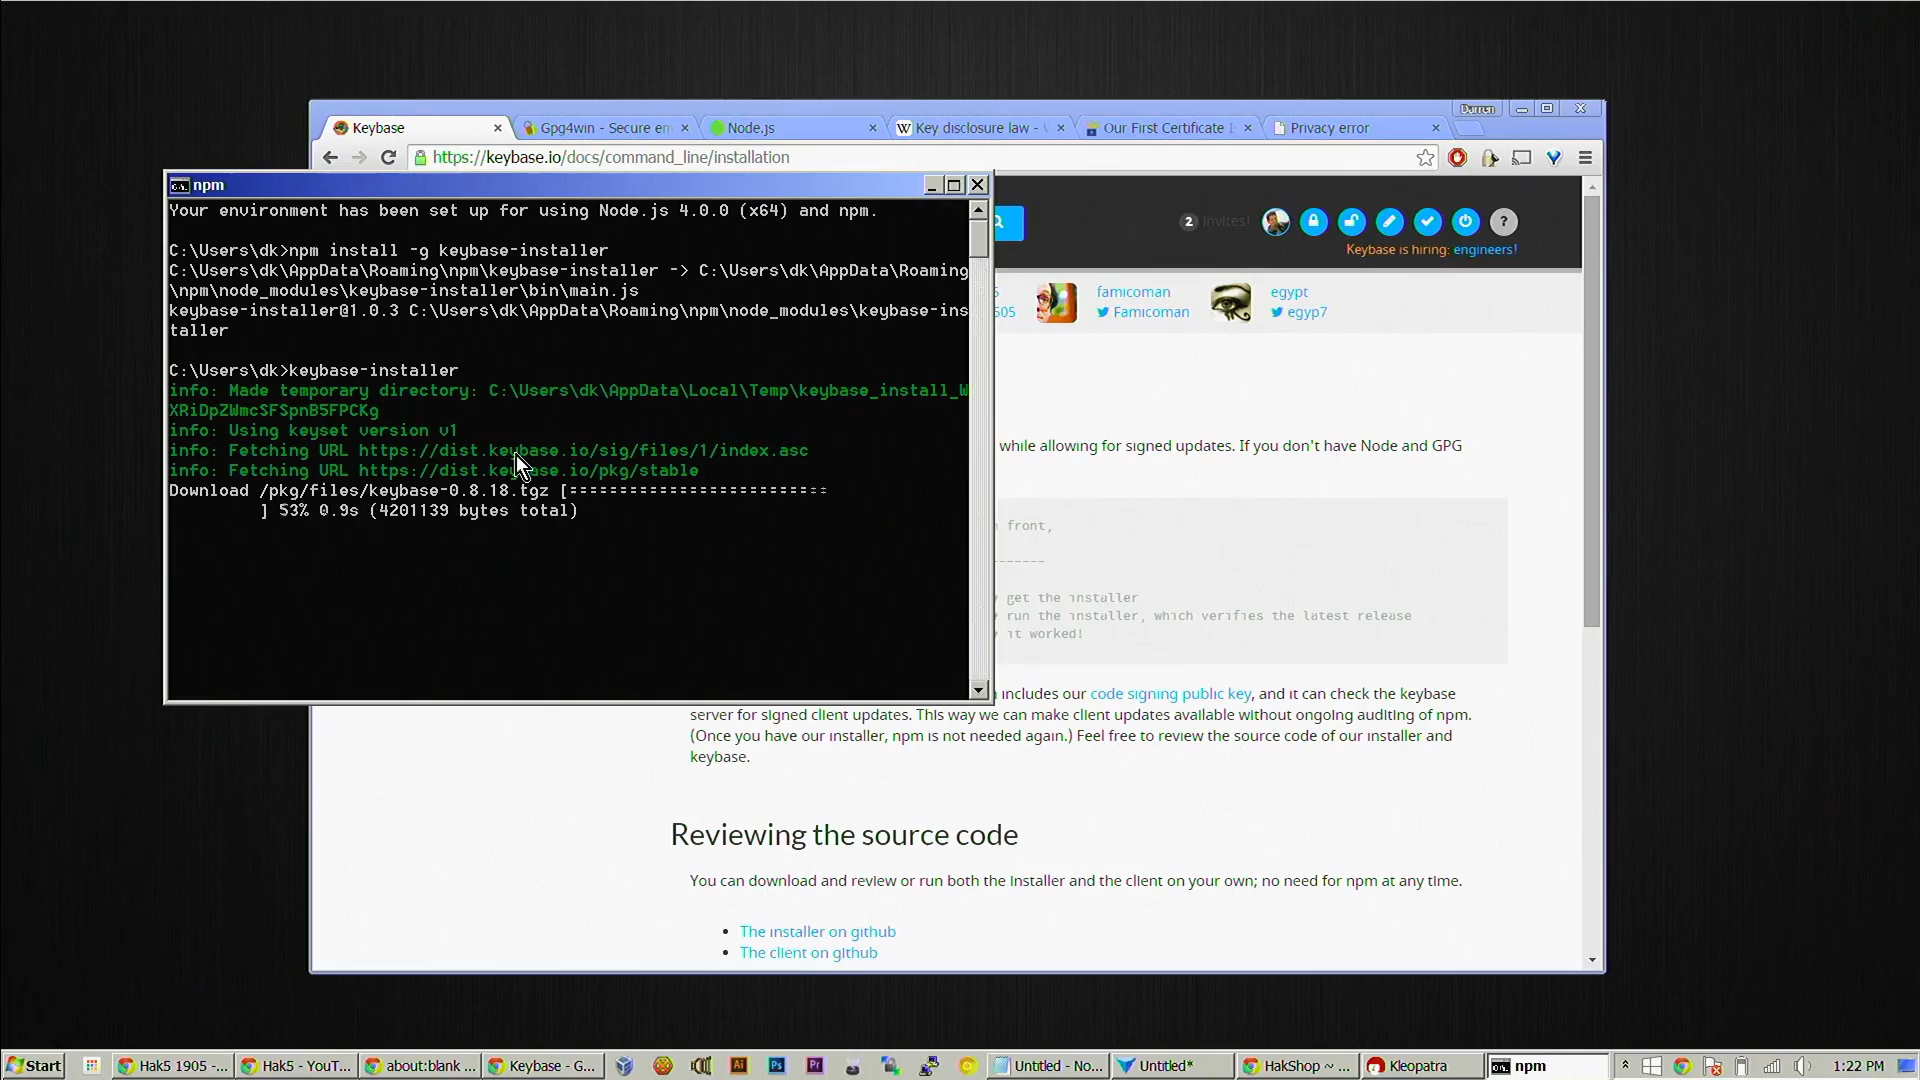 Darren
Keybase
Gpg4win - Secure em
Node.js
Key disclosure law -
Our First Certificate
Privacy error
https://keybase.io/docs/command_line/installation
npm
Your environment has been set up for using Node.js 4.0.0 (x64) and npm.
C:\Users\dk>npm install -g keybase-installer
C:\Users\dk\AppData\Roaming\npm\keybase-installer -> C:\Users\dk\AppData\Roaming
\npm\node_modules\keybase-installer\bin\main.js
keybase-installer@1.0.3 C:\Users\dk\AppData\Roaming\npm\node_modules\keybase-ins
taller
C:\Users\dk>keybase-installer
info: Made temporary directory: C:\Users\dk\AppData\Local\Temp\keybase_install_W
XRiDpZWmcSFSpnB5FPCKg
info: Using keyset version v1
info: Fetching URL https://dist.keybase.io/sig/files/1/index.asc
info: Fetching URL https://dist.keybase.io/pkg/stable
Download /pkg/files/keybase-0.8.18.tgz [==========================
] 53% 0.9s (4201139 bytes total)
2 invites!
?
Keybase is hiring: engineers!
505
famicoman
Famicoman
egypt
egyp7
while allowing for signed updates. If you don't have Node and GPG
front,
------
get the installer
run the installer, which verifies the latest release
it worked!
includes our code signing public key, and it can check the keybase
server for signed client updates. This way we can make client updates available without ongoing auditing of npm.
(Once you have our installer, npm is not needed again.) Feel free to review the source code of our installer and
keybase.
Reviewing the source code
You can download and review or run both the installer and the client on your own; no need for npm at any time.
• The installer on github
• The client on github
Start
Hak5 1905 -...
Hak5 - YouT...
about:blank ...
Keybase - G...
Ai
Ps
Pr
Untitled - No...
Untitled*
HakShop ~ ...
Kleopatra
npm
1:22 PM